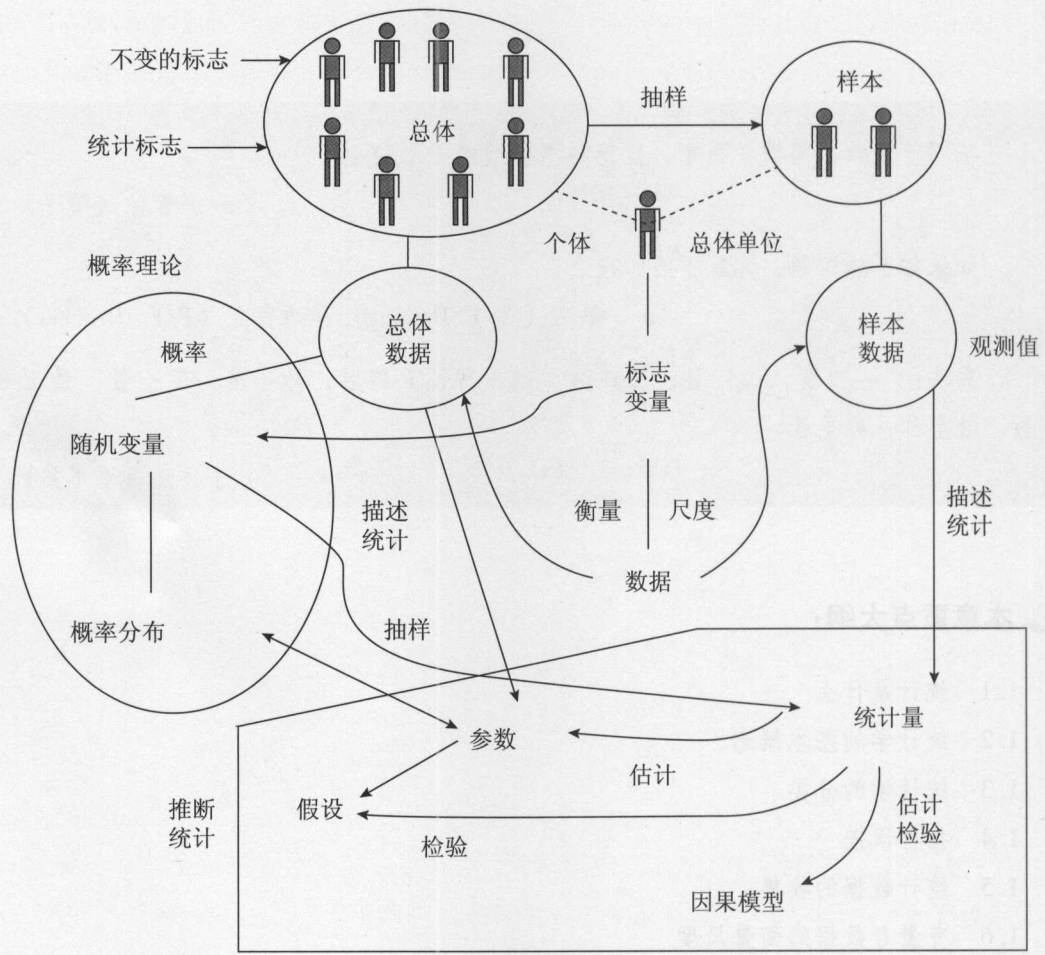 不变的标志
统计标志
总体
抽样
样本
个体
总体单位
概率理论
概率
总体
数据
样本
数据
观测值
标志
变量
随机变量
描述
统计
衡量
尺度
描述
统计
数据
概率分布
抽样
参数
统计量
估计
推断
统计
假设
检验
估计
检验
因果模型